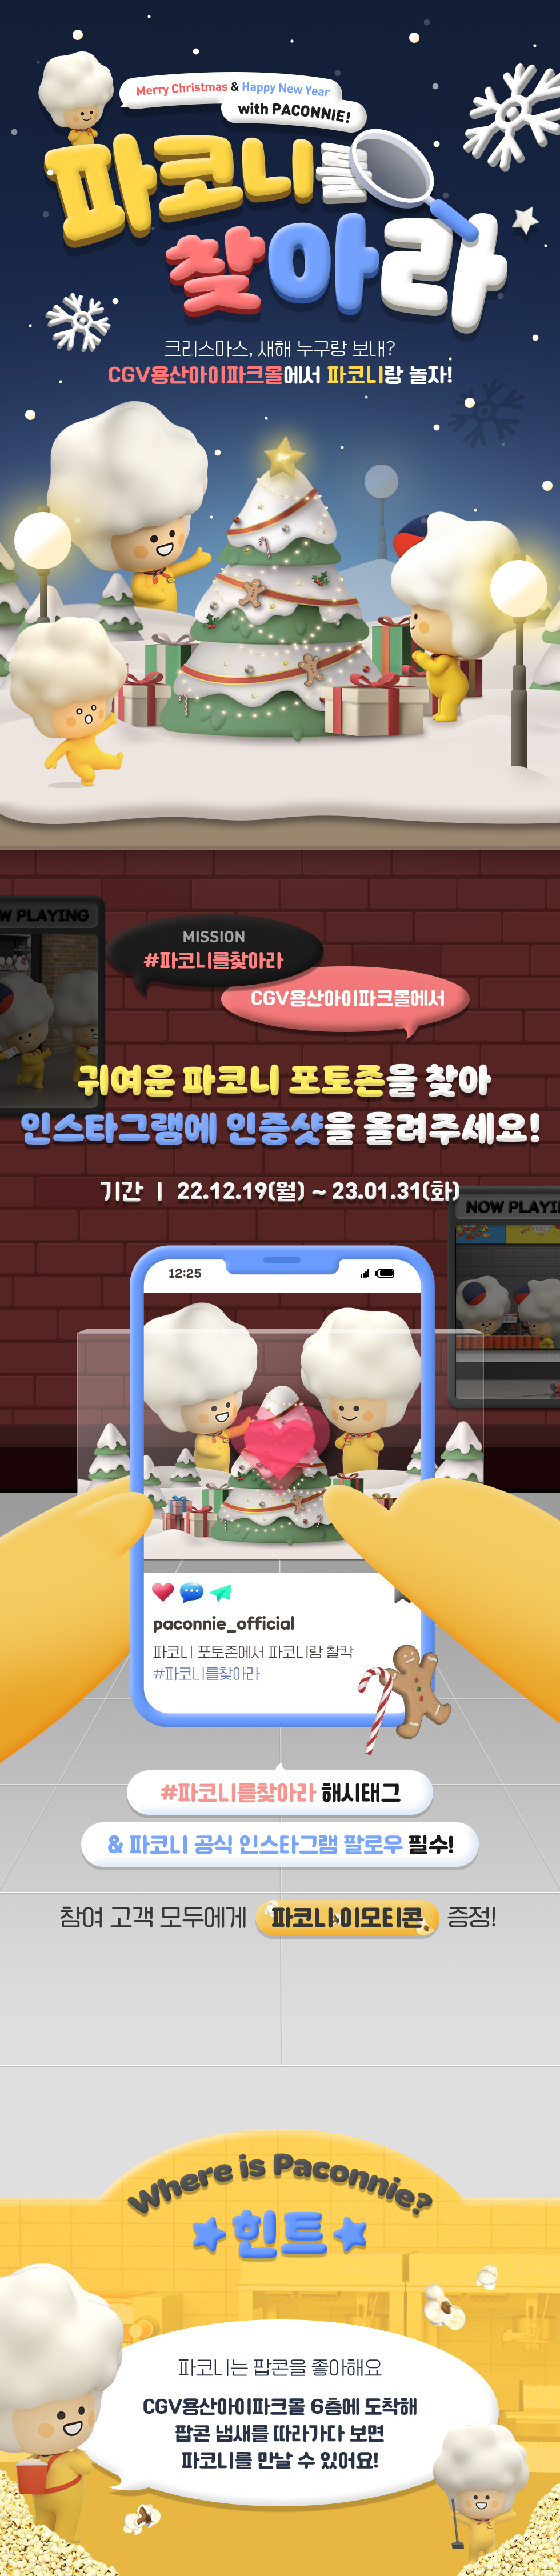 Merry Christmas & Happy New Year
with PACONNIE!
파코니를
찾아라
크리스마스, 새해 누구랑 보내?
CGV용산아이파크몰에서 파코니랑 놀자!
W PLAYING
MISSION
#파코니를찾아라
CGV용산아이파크몰에서
귀여운 파코니 포토존을 찾아
인스타그램에 인증샷을 올려주세요!
기간 | 22.12.19(월) ~ 23.01.31(화)
NOW PLAYI
12:25
paconnie_official
파코니 포토존에서 파코니랑 찰칵
#파코니를찾아라
#파코니를찾아라 해시태그
& 파코니 공식 인스타그램 팔로우 필수!
참여 고객 모두에게 파코니이모티콘 증정!
Where is Paconnie?
힌트
파코니는 팝콘을 좋아해요
CGV용산아이파크몰 6층에 도착해
팝콘 냄새를 따라가다 보면
파코니를 만날 수 있어요!